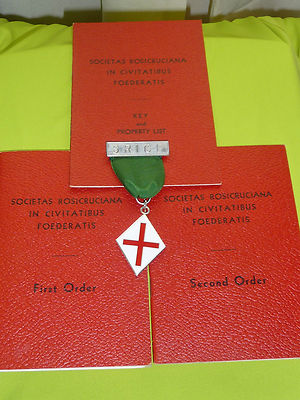 SOCIETAS ROSICRUCIANA
IN CIVITATIBUS
FOEDERATIS
KEY
and
PROPERTY LIST
SOCIETAS ROSICRUCIANA
IN CIVITATIBUS
FOEDERATIS
First Order
SOCIETAS ROSICRUCIANA
IN CIVITATIBUS
FOEDERATIS
Second Order